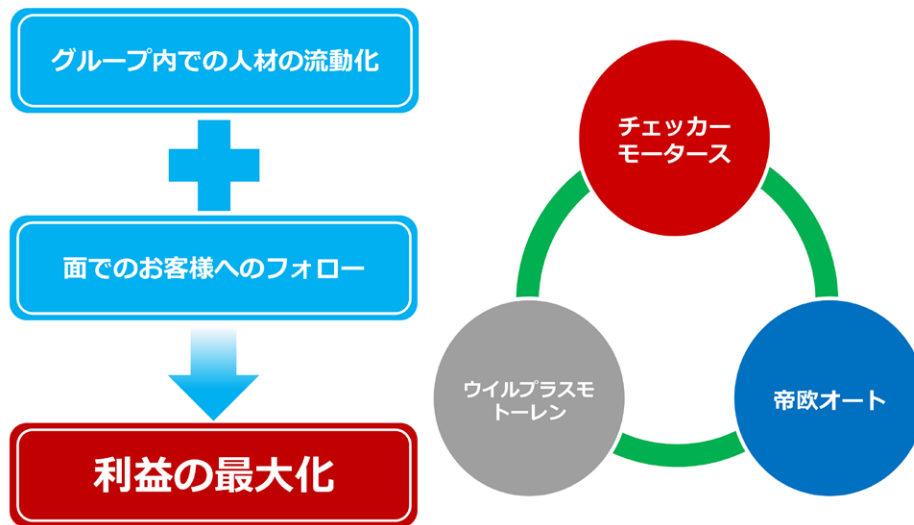 グループ内での人材の流動化
面でのお客様へのフォロー
利益の最大化
チェッカー
モータース
ウイルプラスモ
トーレン
帝欧オート